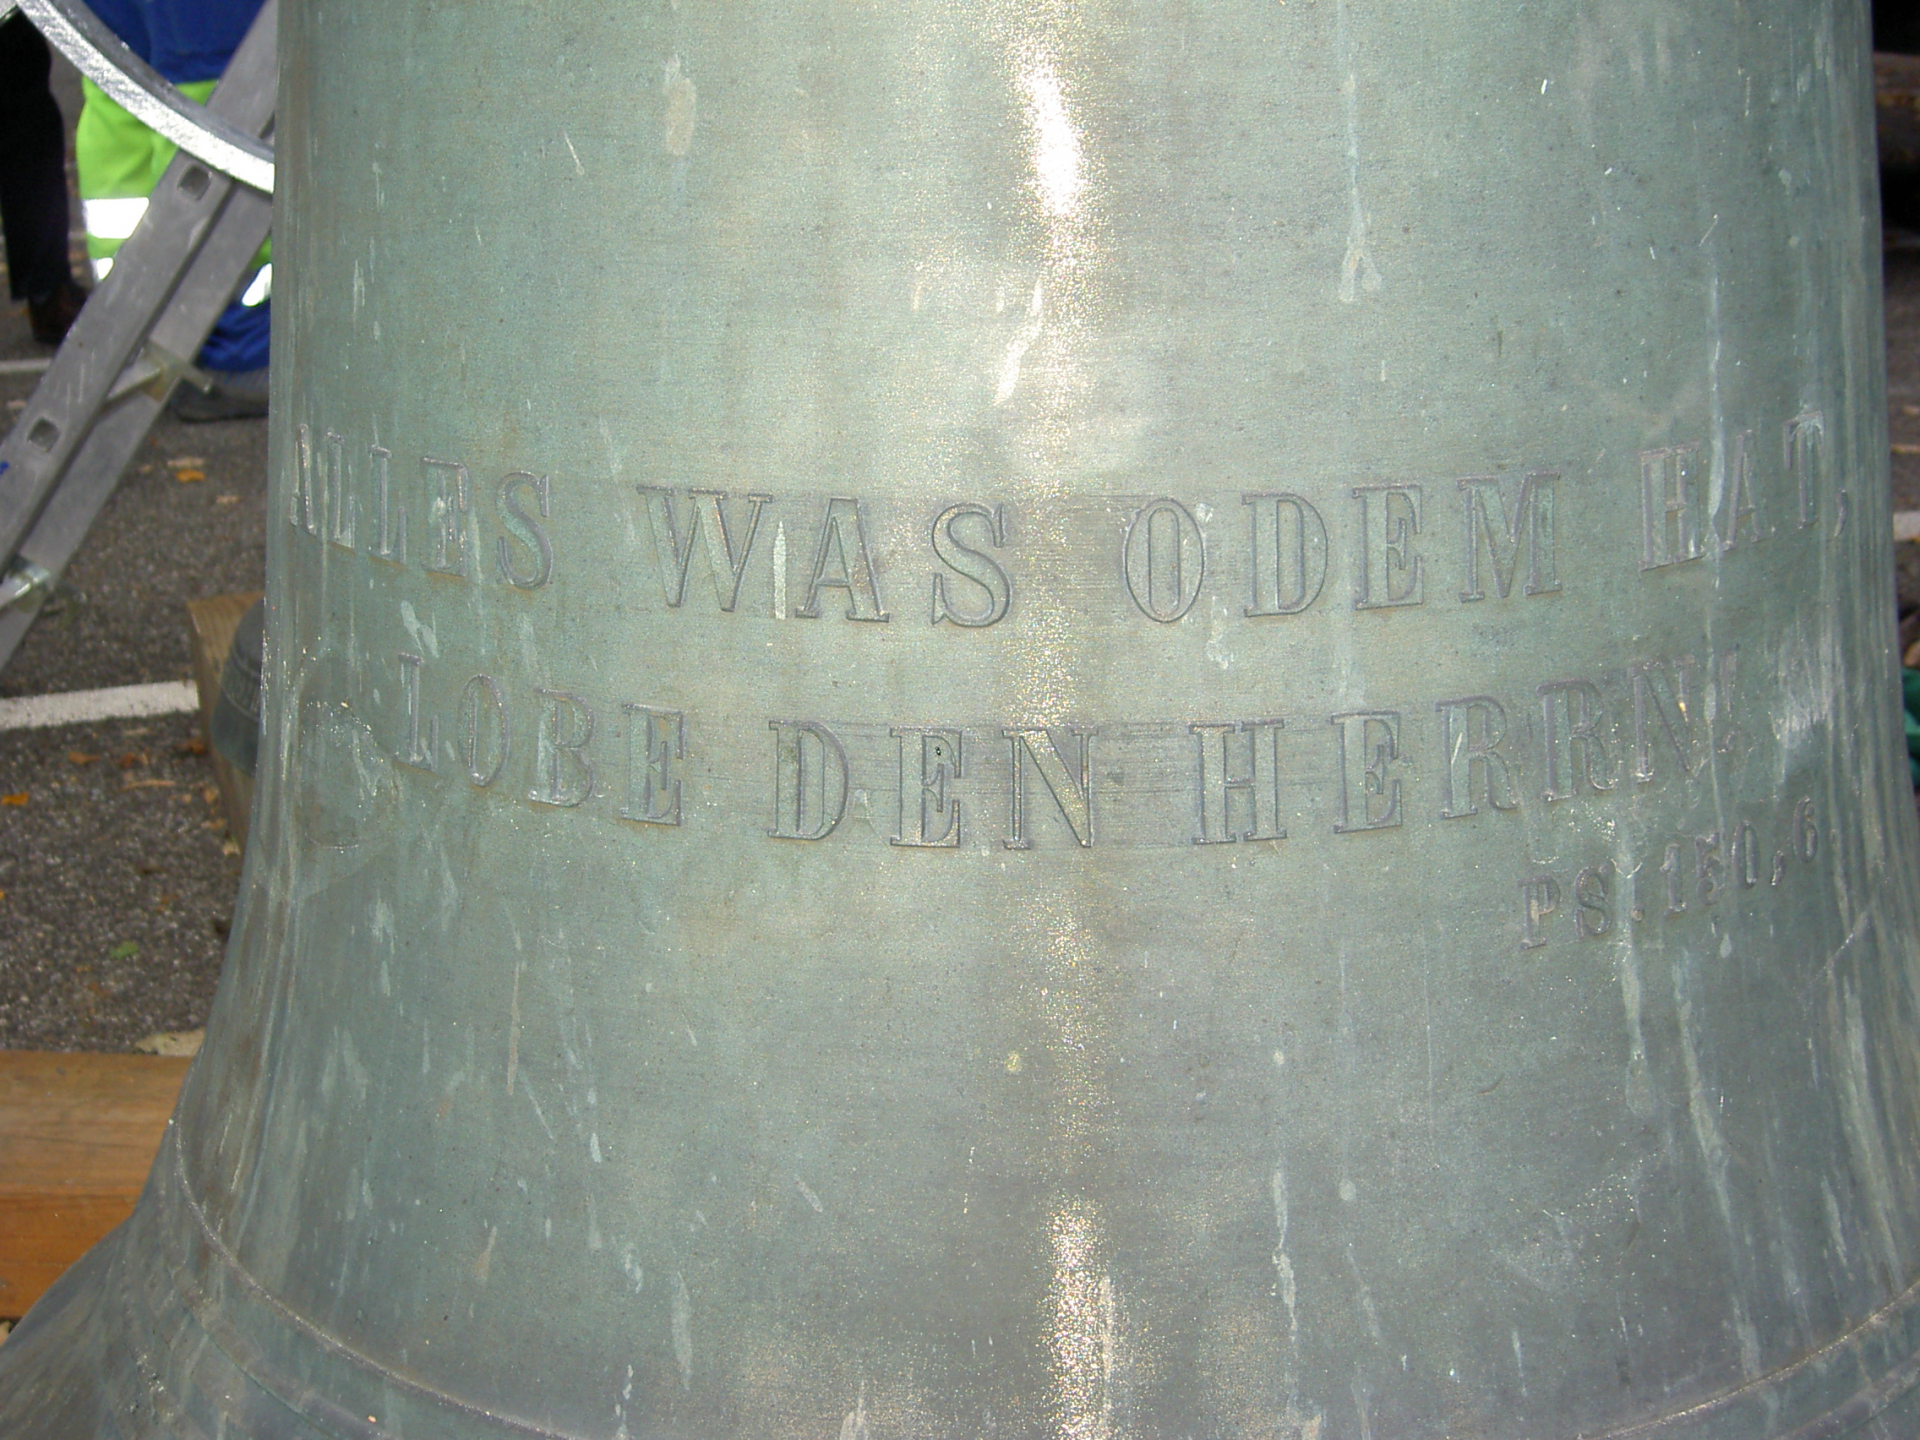 ALLES WAS ODEM HAT,
LOBE DEN HERRN!
PS.150,6